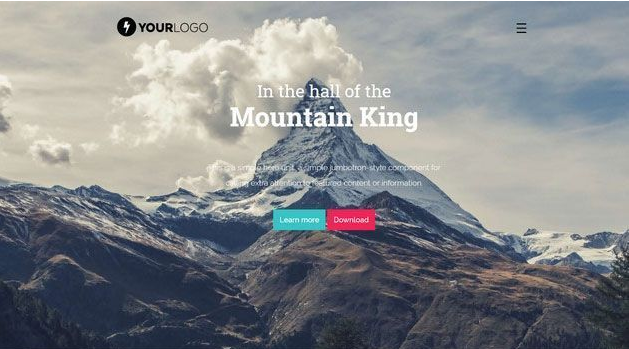 YOURLOGO
In the hall of the
Mountain King
This is a simple hero unit, a simple jumbotron-style component for
calling extra attention to featured content or information.
Learn more
Download